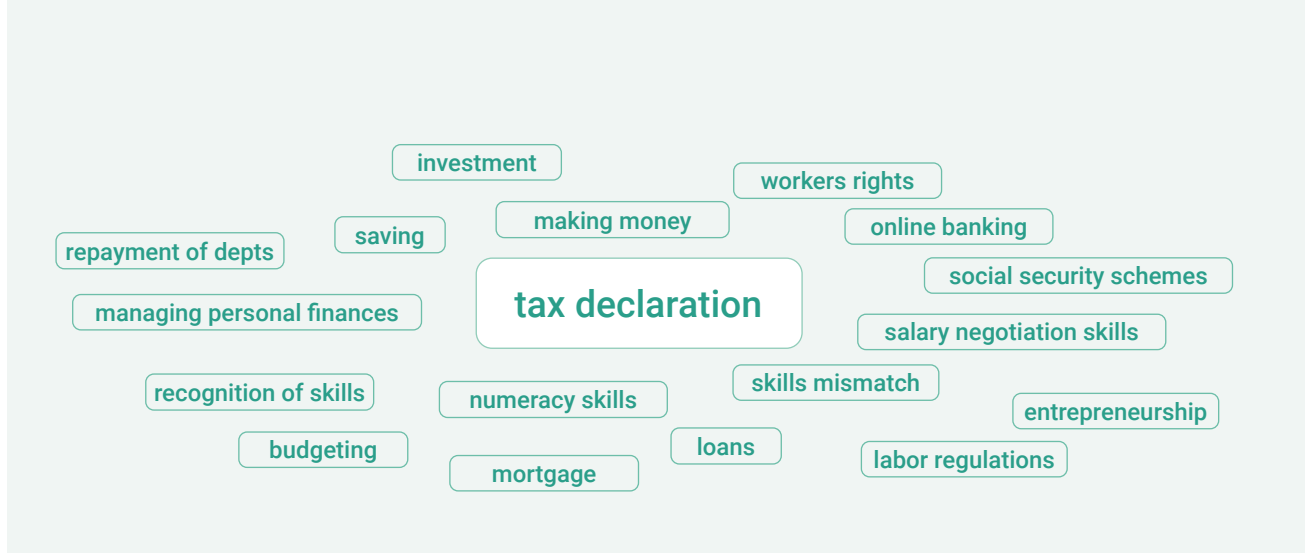 investment
workers rights
making money
online banking
saving
repayment of depts
social security schemes
tax declaration
managing personal finances
salary negotiation skills
skills mismatch
recognition of skills
numeracy skills
entrepreneurship
loans
budgeting
labor regulations
mortgage